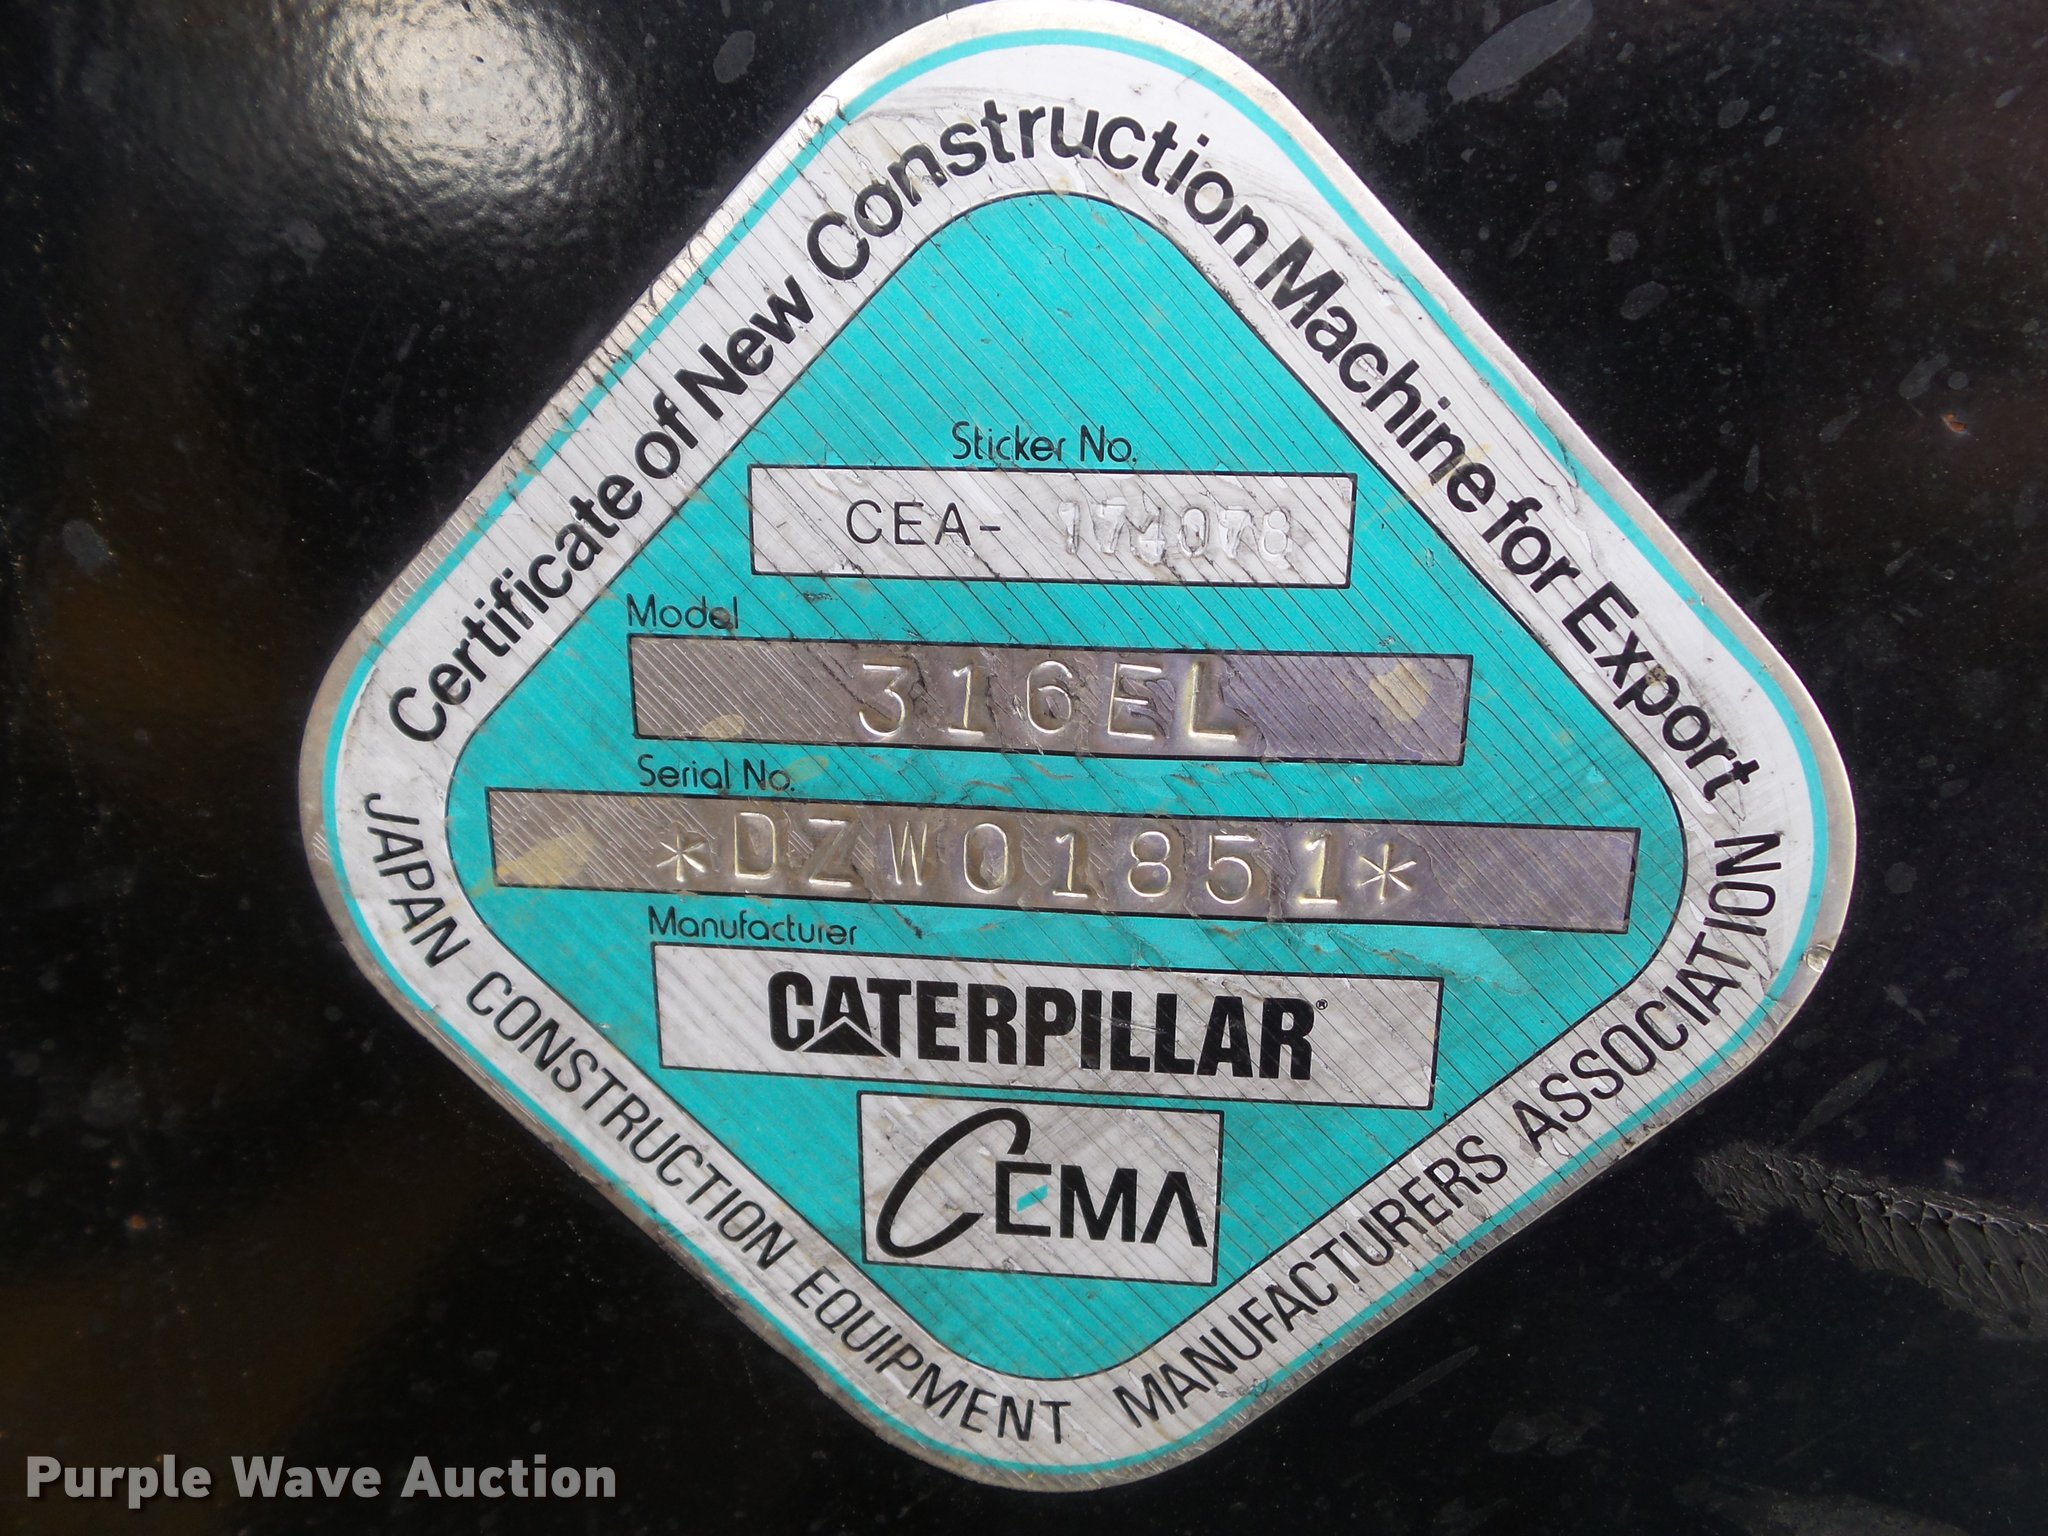 Certificate of New Construction Machine for Export
Sticker No.
CEA- 174078
Model
316EL
Serial No.
*DZW01851*
Manufacturer
CATERPILLAR®
CEMA
JAPAN CONSTRUCTION EQUIPMENT MANUFACTURERS ASSOCIATION
Purple Wave Auction